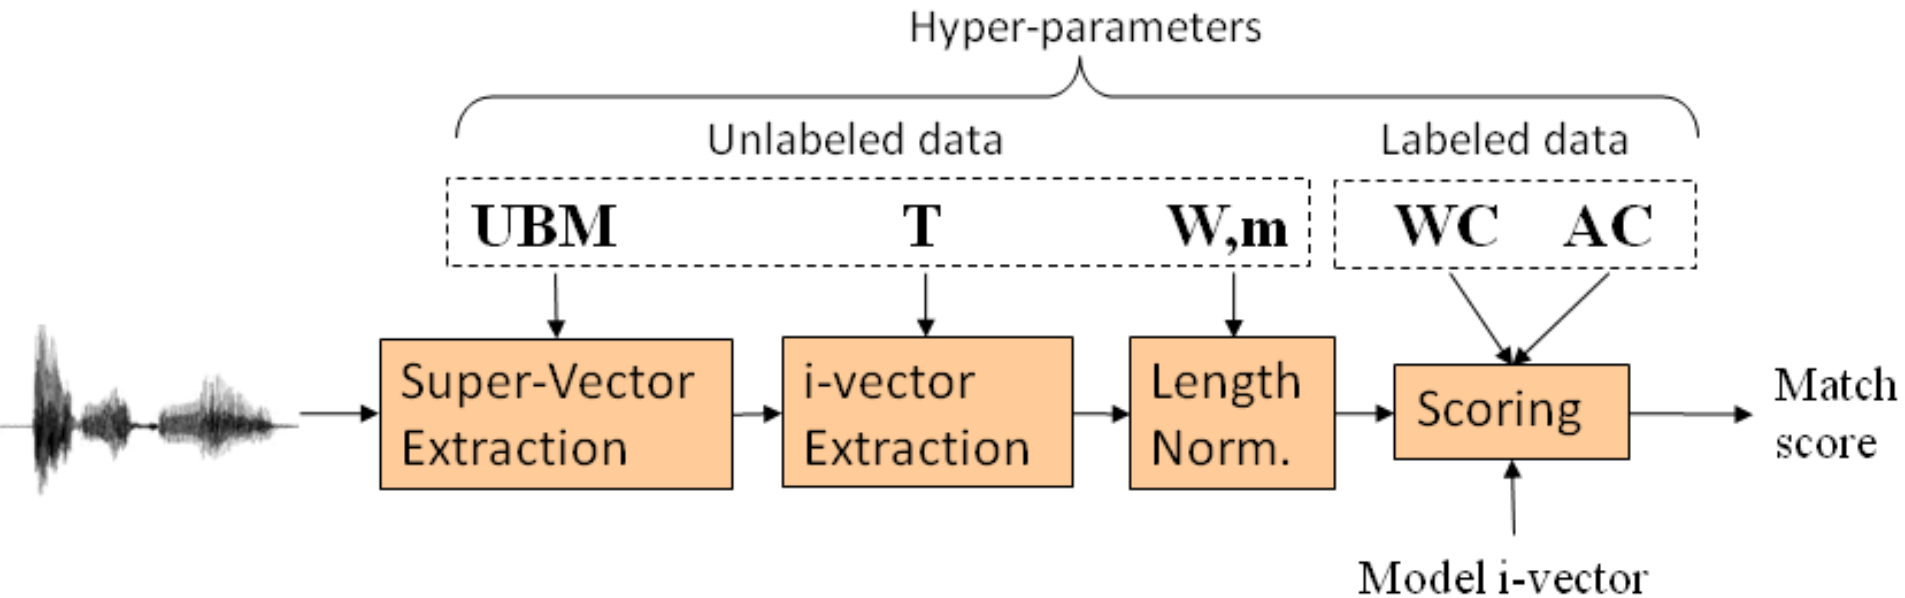 Hyper-parameters
Unlabeled data
Labeled data
UBM
T
W,m
WC
AC
Super-Vector
Extraction
i-vector
Extraction
Length
Norm.
Scoring
Match
score
Model i-vector